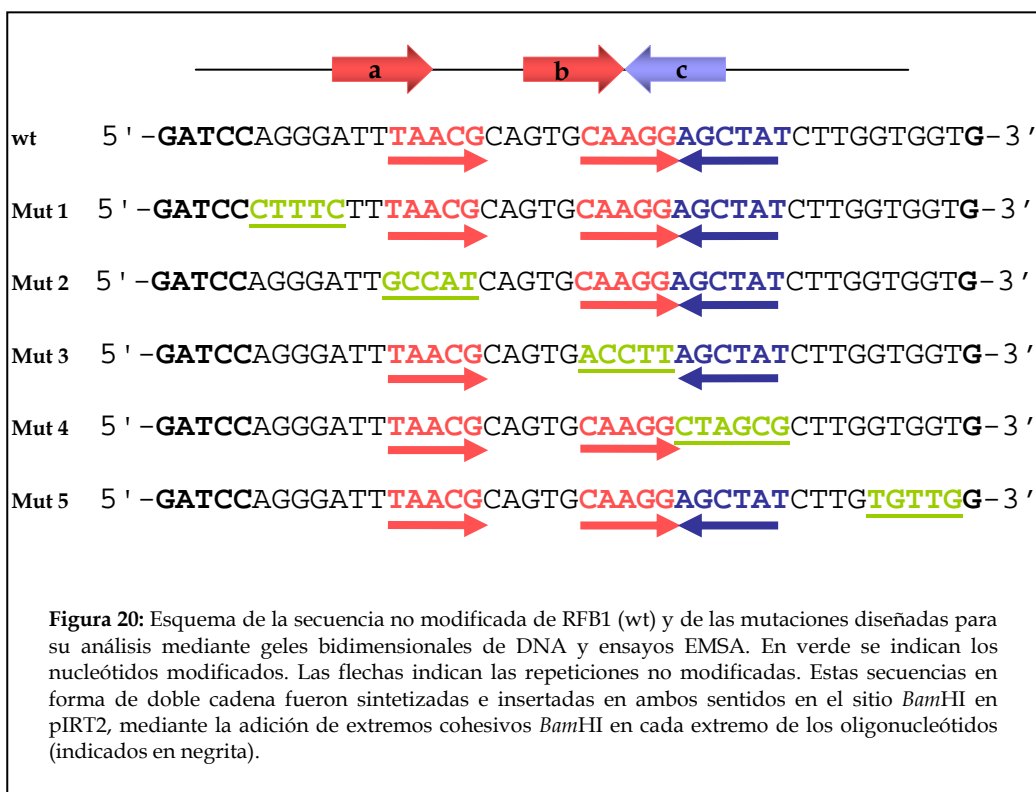 a b c
wt 5'-GATCCAGGGATTTAACGCAGTGCAAGGAGCTATCTTGGTGGTG-3'
Mut 1 5'-GATCCCTTTCTTTAACGCAGTGCAAGGAGCTATCTTGGTGGTG-3'
Mut 2 5'-GATCCAGGGATTGCCATCAGTGCAAGGAGCTATCTTGGTGGTG-3'
Mut 3 5'-GATCCAGGGATTTAACGCAGTGACCTTAGCTATCTTGGTGGTG-3'
Mut 4 5'-GATCCAGGGATTTAACGCAGTGCAAGGCTAGCGCTTGGTGGTG-3'
Mut 5 5'-GATCCAGGGATTTAACGCAGTGCAAGGAGCTATCTTGTGTTGG-3'
Figura 20: Esquema de la secuencia no modificada de RFB1 (wt) y de las mutaciones diseñadas para
su análisis mediante geles bidimensionales de DNA y ensayos EMSA. En verde se indican los
nucleótidos modificados. Las flechas indican las repeticiones no modificadas. Estas secuencias en
forma de doble cadena fueron sintetizadas e insertadas en ambos sentidos en el sitio BamHI en
pIRT2, mediante la adición de extremos cohesivos BamHI en cada extremo de los oligonucleótidos
(indicados en negrita).